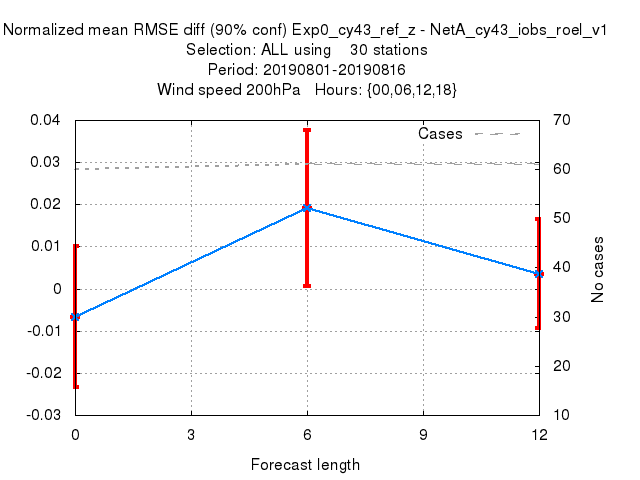 Normalized mean RMSE diff (90% conf) Exp0_cy43_ref_z - NetA_cy43_iobs_roel_v1
Selection: ALL using    30 stations
Period: 20190801-20190816
Wind speed 200hPa   Hours: {00,06,12,18}
Cases
0.04
0.03
0.02
0.01
0
-0.01
-0.02
-0.03
70
60
50
40
30
20
10
No cases
0 3 6 9 12
Forecast length